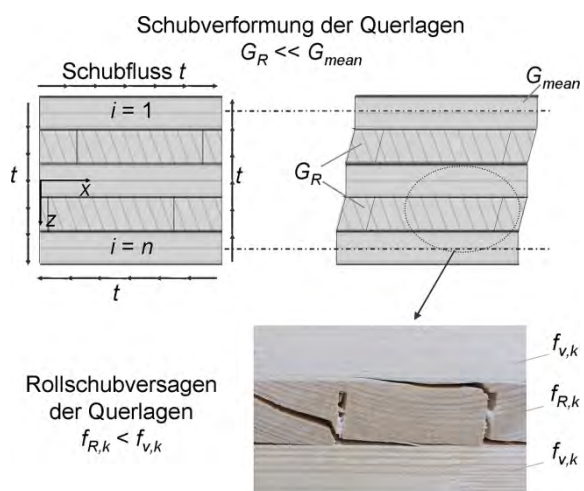 Schubverformung der Querlagen
G_R << G_mean
Schubfluss t
i = 1
t
x
z
t
i = n
t
G_mean
G_R
Rollschubversagen
der Querlagen
f_R,k < f_v,k
f_v,k
f_R,k
f_v,k